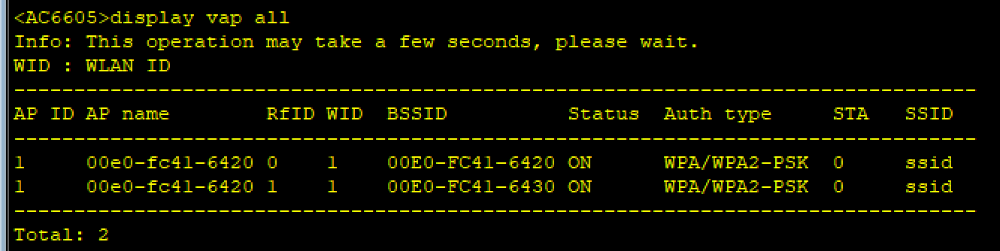 <AC6605>display vap all
Info: This operation may take a few seconds, please wait.
WID : WLAN ID
--------------------------------------------------------------------------------
AP ID AP name        RfID WID  BSSID          Status  Auth type     STA   SSID
--------------------------------------------------------------------------------
1     00e0-fc41-6420 0    1    00E0-FC41-6420 ON      WPA/WPA2-PSK  0     ssid
1     00e0-fc41-6420 1    1    00E0-FC41-6430 ON      WPA/WPA2-PSK  0     ssid
--------------------------------------------------------------------------------
Total: 2